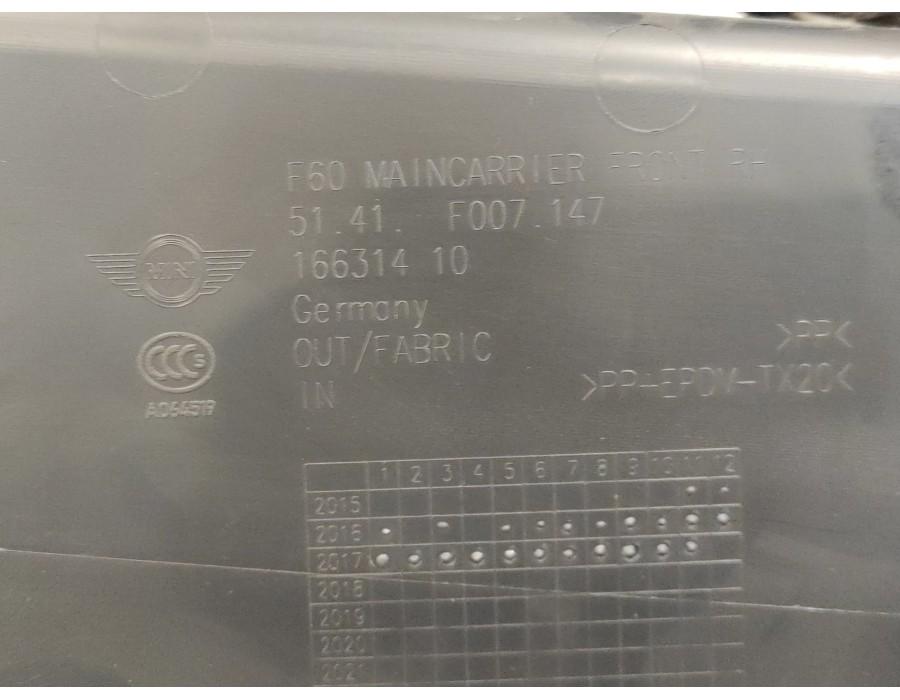 F60 MAINCARRIER FRONT RH
51.41. F007.147
166314 10
MINI
Germany
CCC S
OUT/FABRIC
>PP<
IN
>PP+EPDM-TX20<
A064519
1 2 3 4 5 6 7 8 9 10 11 12
2015
2016
2017
2018
2019
2020
2021